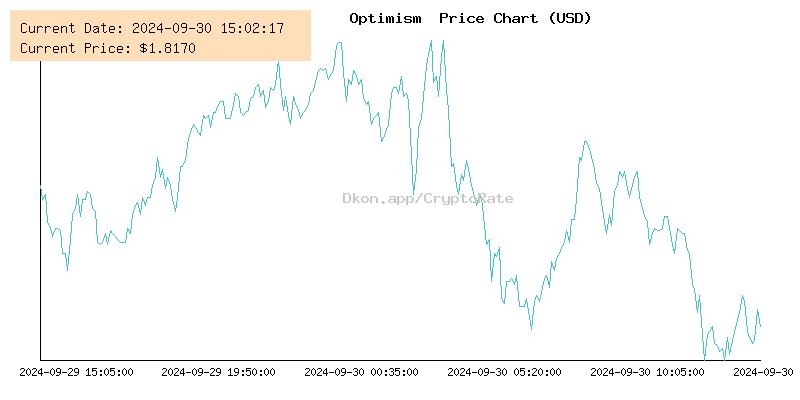 Optimism  Price Chart (USD)
Current Date: 2024-09-30 15:02:17
Current Price: $1.8170
Dkon.app/CryptoRate
2024-09-29 15:05:00 2024-09-29 19:50:00 2024-09-30 00:35:00 2024-09-30 05:20:00 2024-09-30 10:05:00 2024-09-30